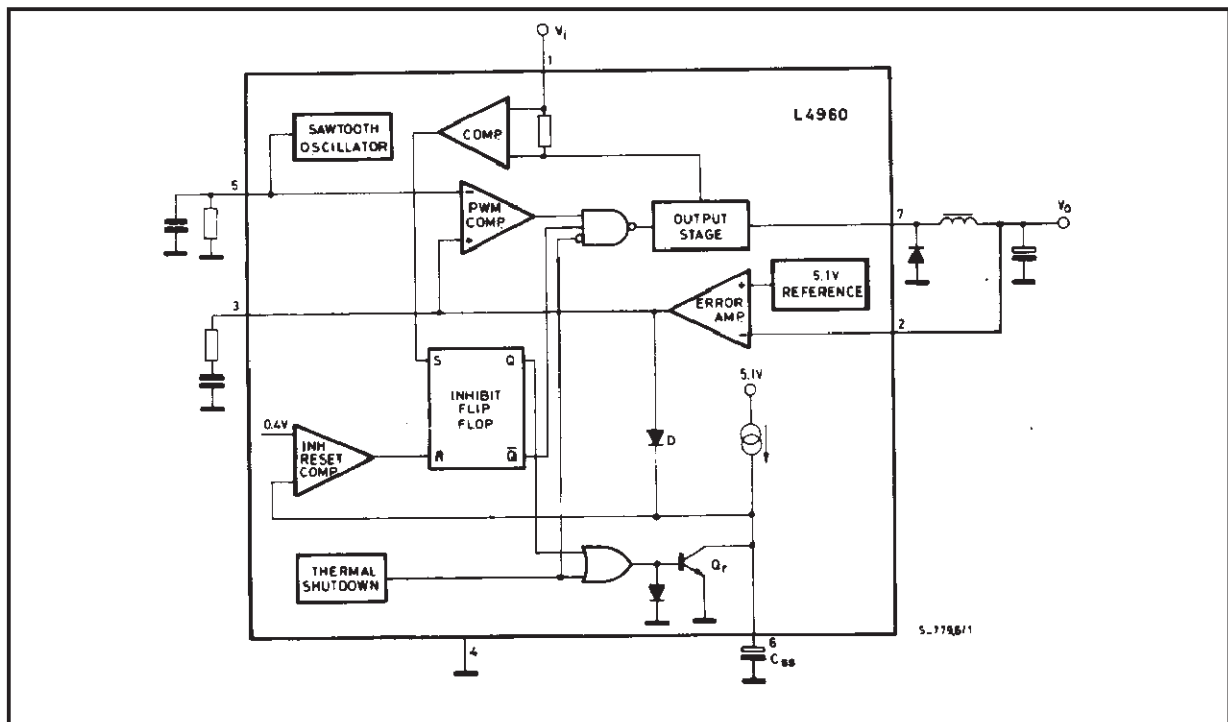 Vi
1
L4960
SAWTOOTH
OSCILLATOR
COMP.
5
-
PWM
COMP
+
OUTPUT
STAGE
7
Vo
5.1V
REFERENCE
+
ERROR
AMP.
-
2
3
S Q
INHIBIT
FLIP
FLOP
R Q̅
0.4V
INH
RESET
COMP
5.1V
D
THERMAL
SHUTDOWN
Qr
4
6
Css
S-7796/1